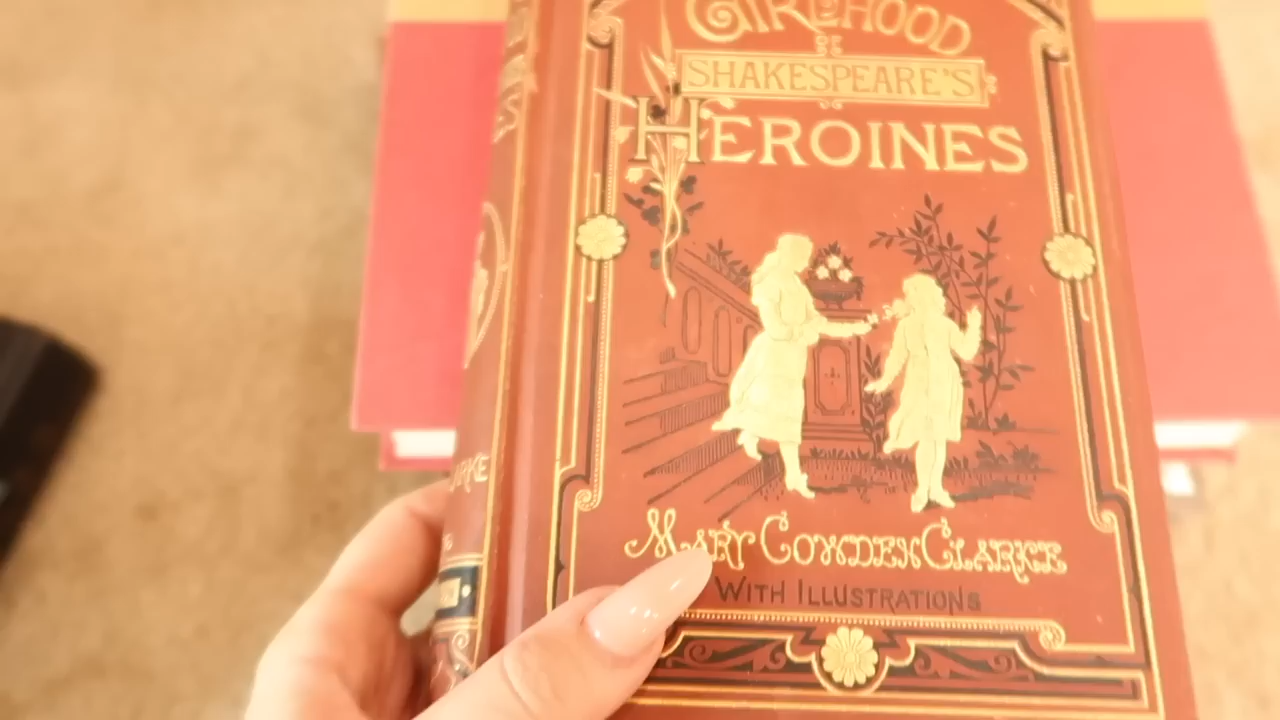 GIRLHOOD
OF
SHAKESPEARE'S
HEROINES
MARY COWDEN CLARKE
WITH ILLUSTRATIONS